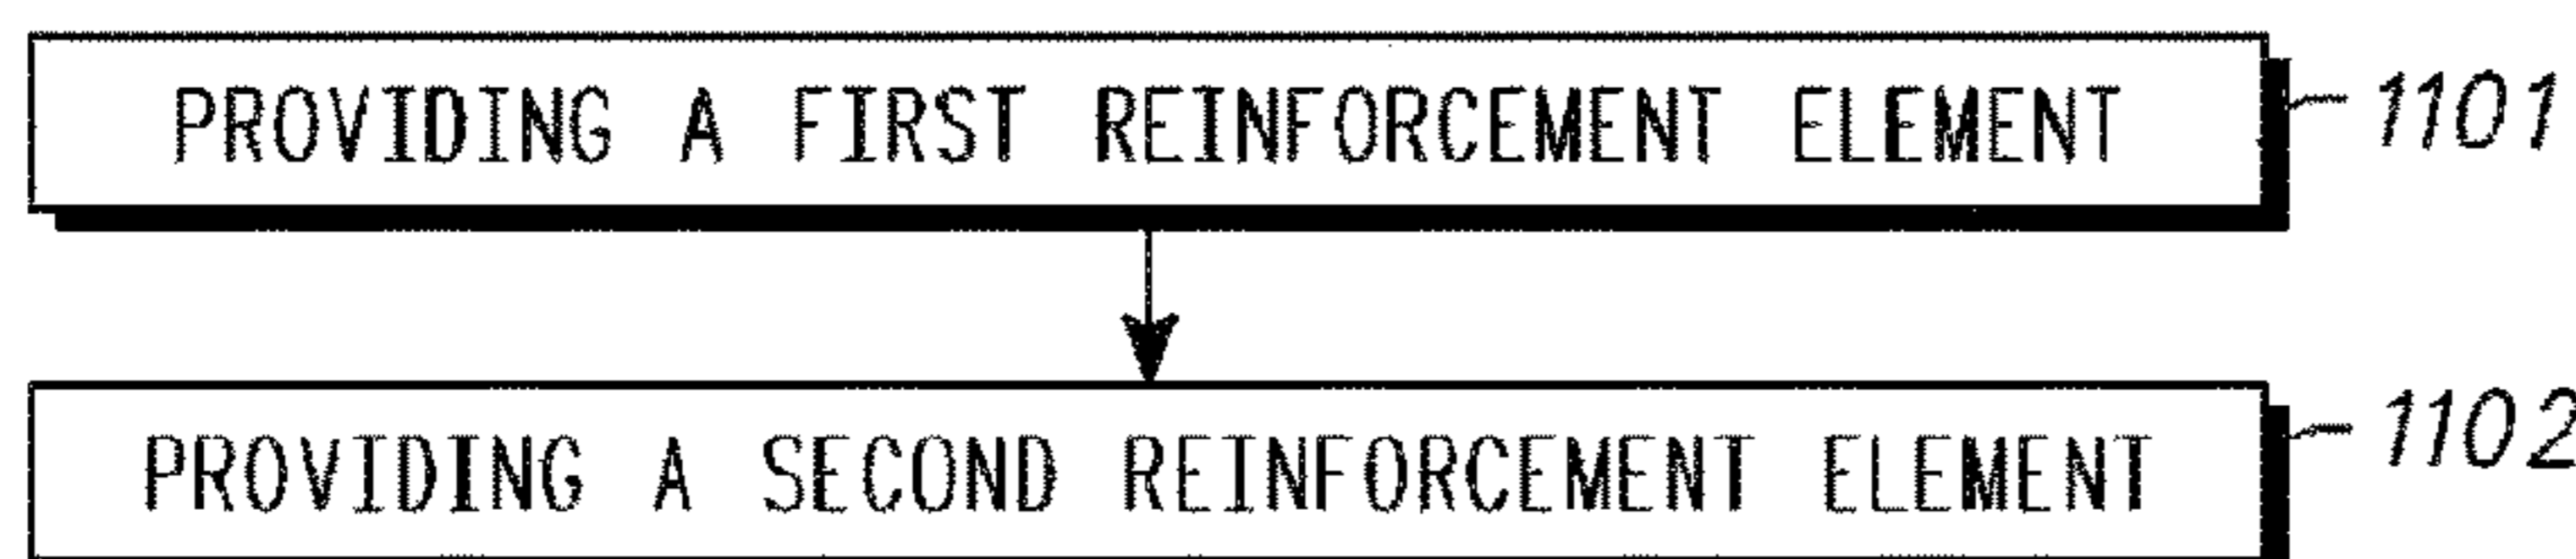 PROVIDING A FIRST REINFORCEMENT ELEMENT 1101
PROVIDING A SECOND REINFORCEMENT ELEMENT 1102